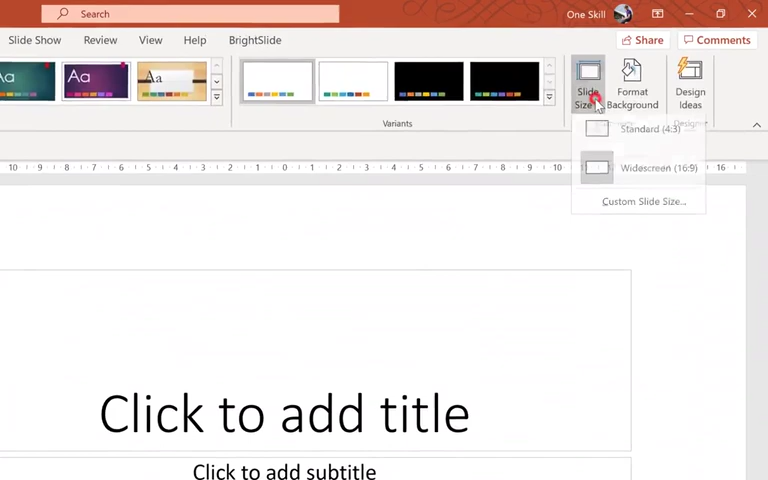 Search
One Skill
Slide Show Review View Help BrightSlide
Share Comments
Aa Aa Aa
Slide Size
Format Background
Design Ideas
Variants
Designer
Standard (4:3)
Widescreen (16:9)
Custom Slide Size...
10 9 8 7 6 5 4 3 2 1 0 1 2 3 4 5 6 7 8 9 10 16
Click to add title
Click to add subtitle